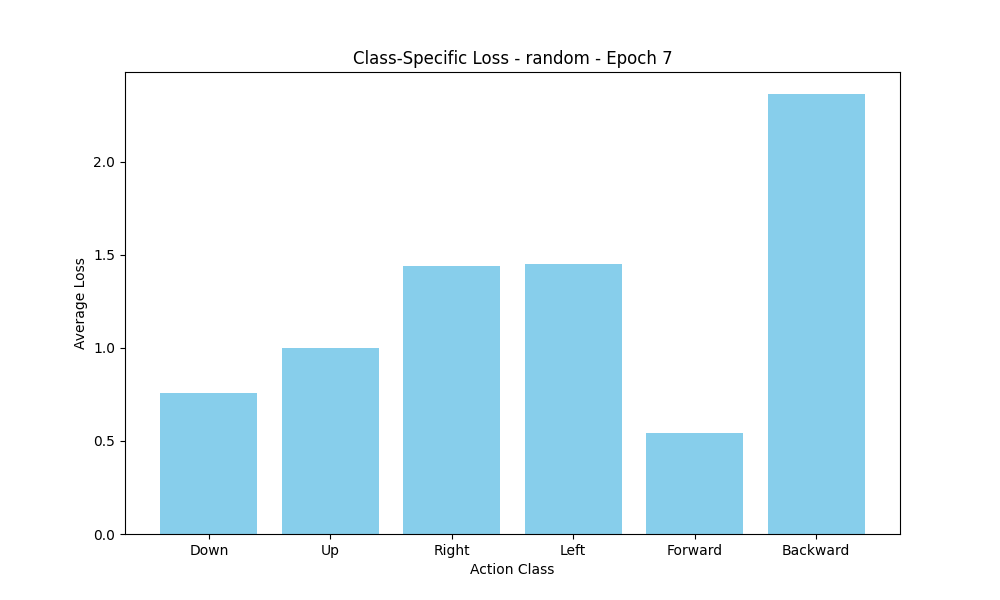 Class-Specific Loss - random - Epoch 7
Average Loss
2.0
1.5
1.0
0.5
0.0
Down Up Right Left Forward Backward
Action Class